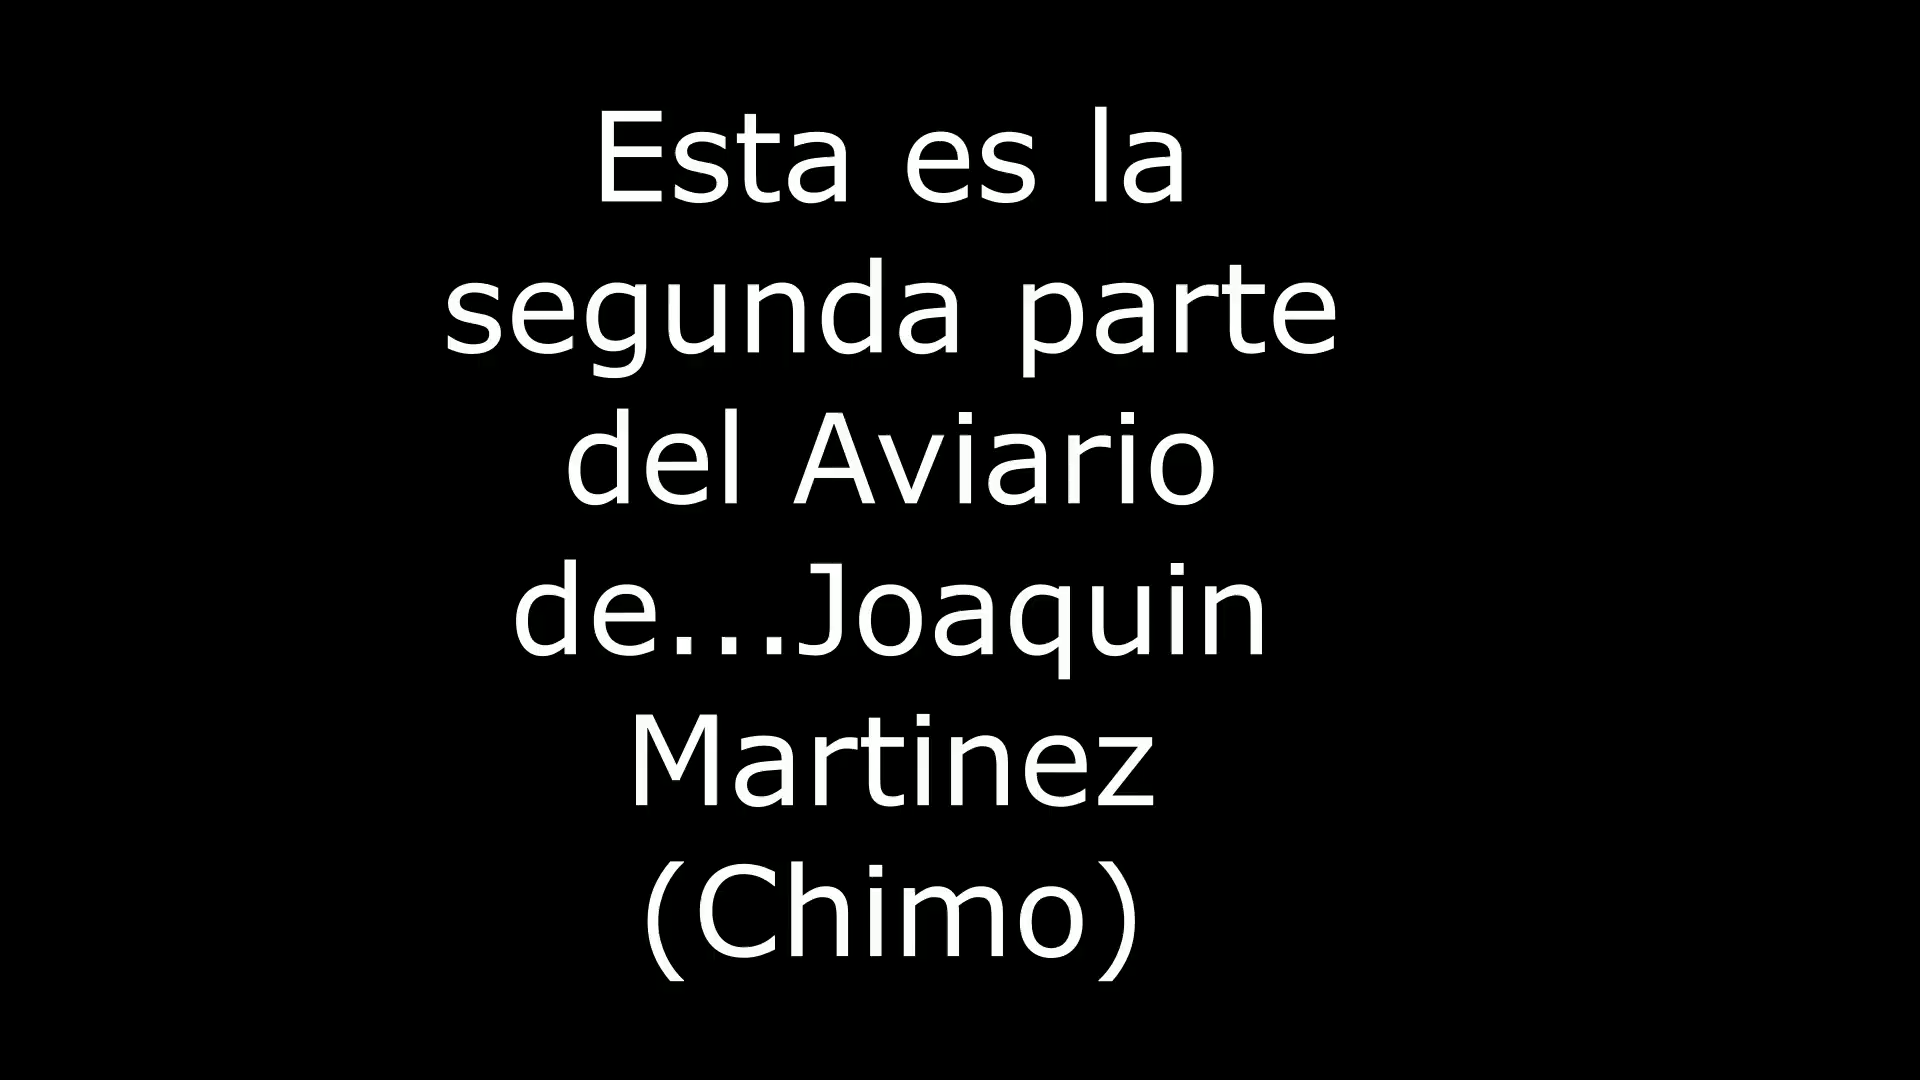 Esta es la
segunda parte
del Aviario
de...Joaquin
Martinez
(Chimo)